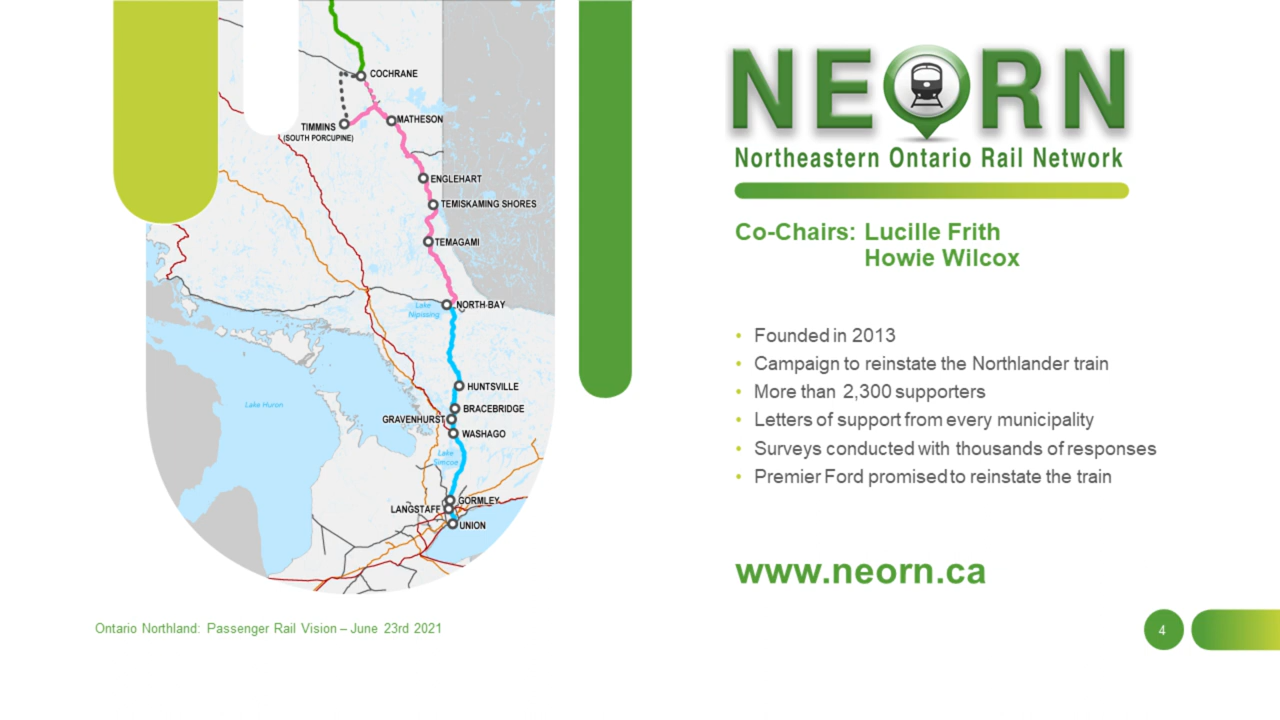 COCHRANE
MATHESON
TIMMINS
(SOUTH PORCUPINE)
ENGLEHART
TEMISKAMING SHORES
TEMAGAMI
Lake
Nipissing
NORTH BAY
HUNTSVILLE
BRACEBRIDGE
GRAVENHURST
WASHAGO
Lake Huron
Lake
Simcoe
GORMLEY
LANGSTAFF
UNION
Ontario Northland: Passenger Rail Vision – June 23rd 2021
NEORN
Northeastern Ontario Rail Network
Co-Chairs: Lucille Frith
Howie Wilcox
• Founded in 2013
• Campaign to reinstate the Northlander train
• More than 2,300 supporters
• Letters of support from every municipality
• Surveys conducted with thousands of responses
• Premier Ford promised to reinstate the train
www.neorn.ca
4